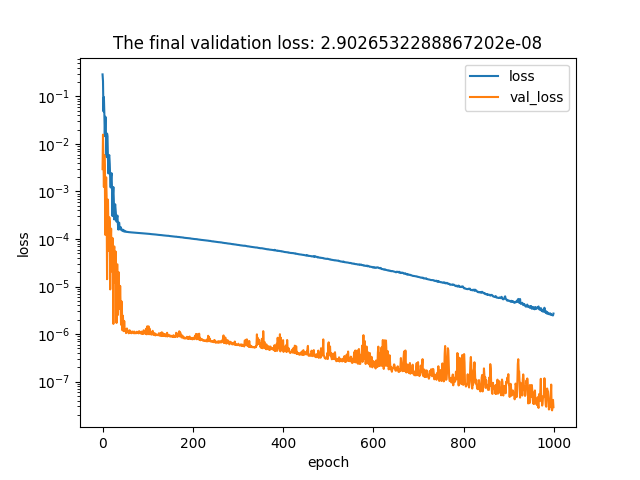 The final validation loss: 2.9026532288867202e-08
loss
val_loss
10⁻¹
10⁻²
10⁻³
10⁻⁴
10⁻⁵
10⁻⁶
10⁻⁷
loss
0 200 400 600 800 1000
epoch